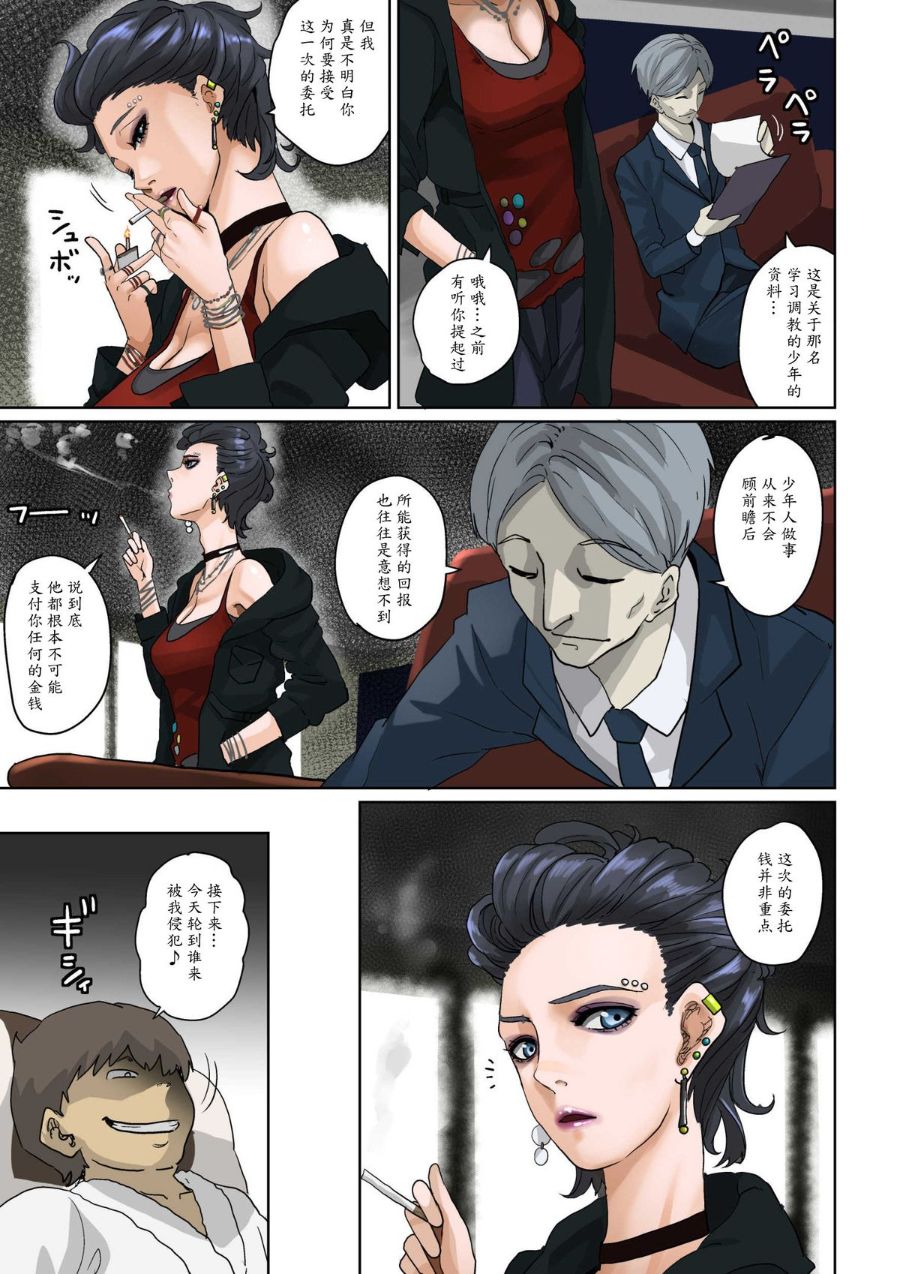 ペラ
ペラ
这是关于那名
学习调教的少年的
资料…
哦哦…之前
有听你提起过
但我
真是不明白你
为何要接受
这一次的委托
シュボッ
少年人做事
从来不会
顾前瞻后
所能获得的回报
也往往是意想不到
フーーッ
说到底
他都根本不可能
支付你任何的金钱
这次的委托
钱并非重点
接下来…
今天轮到谁来
被我侵犯♪
ギシィ